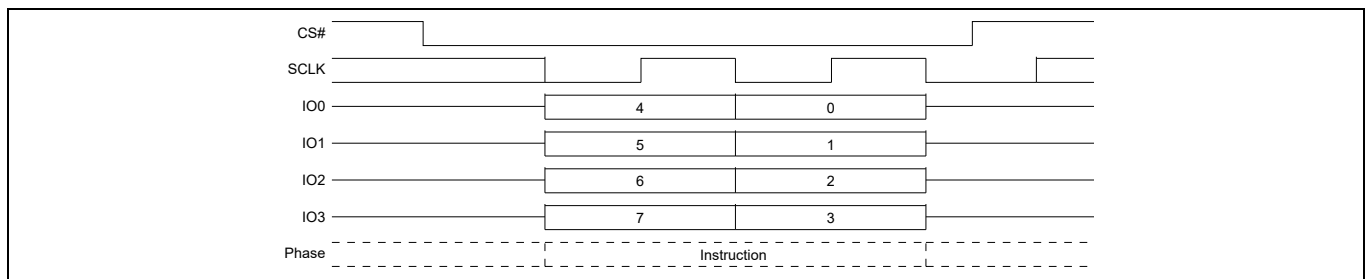 CS#
SCLK
IO0 4 0
IO1 5 1
IO2 6 2
IO3 7 3
Phase Instruction